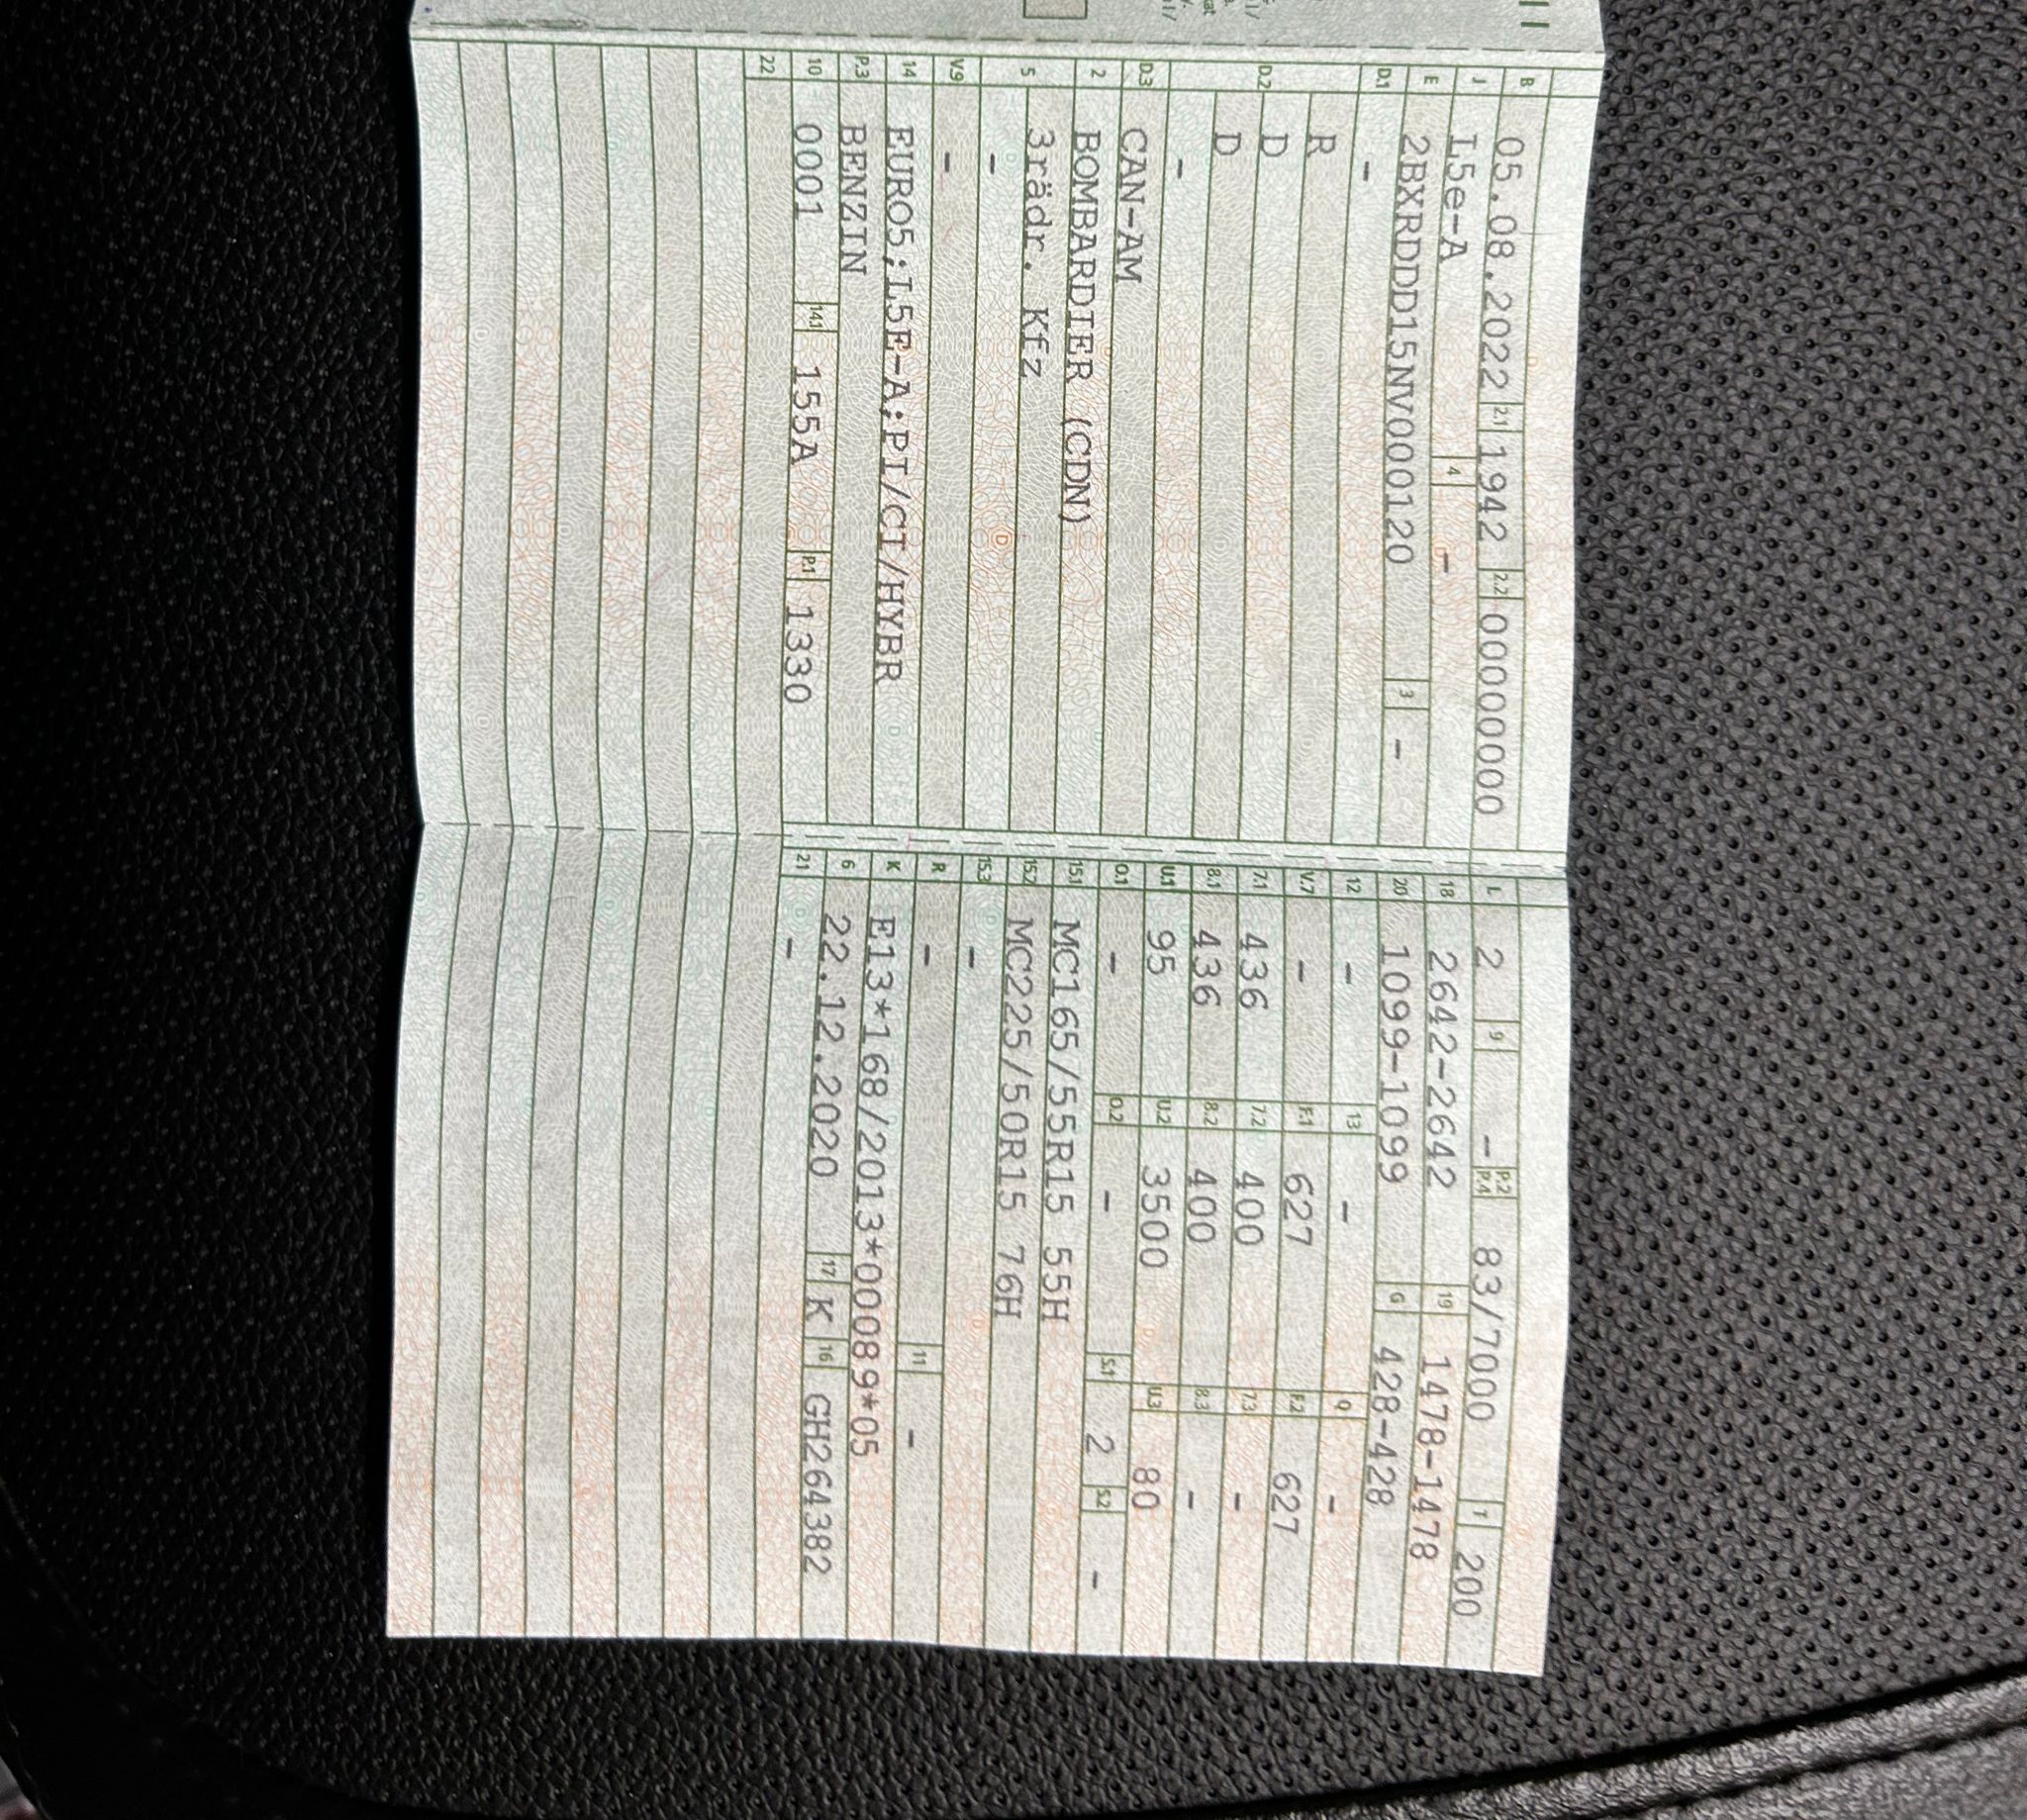 B 05.08.2022 2.1 1942 2.2 00000000
J L5e-A 4 -
E 2BXRDDD15NV000120 3 -
D.1 -
R
D.2 D
D
-
D.3 CAN-AM
2 BOMBARDIER (CDN)
5 3rädr. Kfz
-
V.9 -
14 EURO5;L5E-A;PI/CI/HYBR
P.3 BENZIN
10 0001 14.1 155A P.1 1330
22
L 2 9 - P.2 P.4 83/7000 T 200
18 2642-2642 19 1478-1478
20 1099-1099 G 428-428
12 - 13 - Q -
V.7 - F.1 627 F.2 627
7.1 436 7.2 400 7.3 -
8.1 436 8.2 400 8.3 -
U.1 95 U.2 3500 U.3 80
O.1 - O.2 - S.1 2 S.2 -
15.1 MC165/55R15 55H
15.2 MC225/50R15 76H
15.3 -
R - 11 -
K E13*168/2013*00089*05
6 22.12.2020 17 K 16 GH264382
21 -